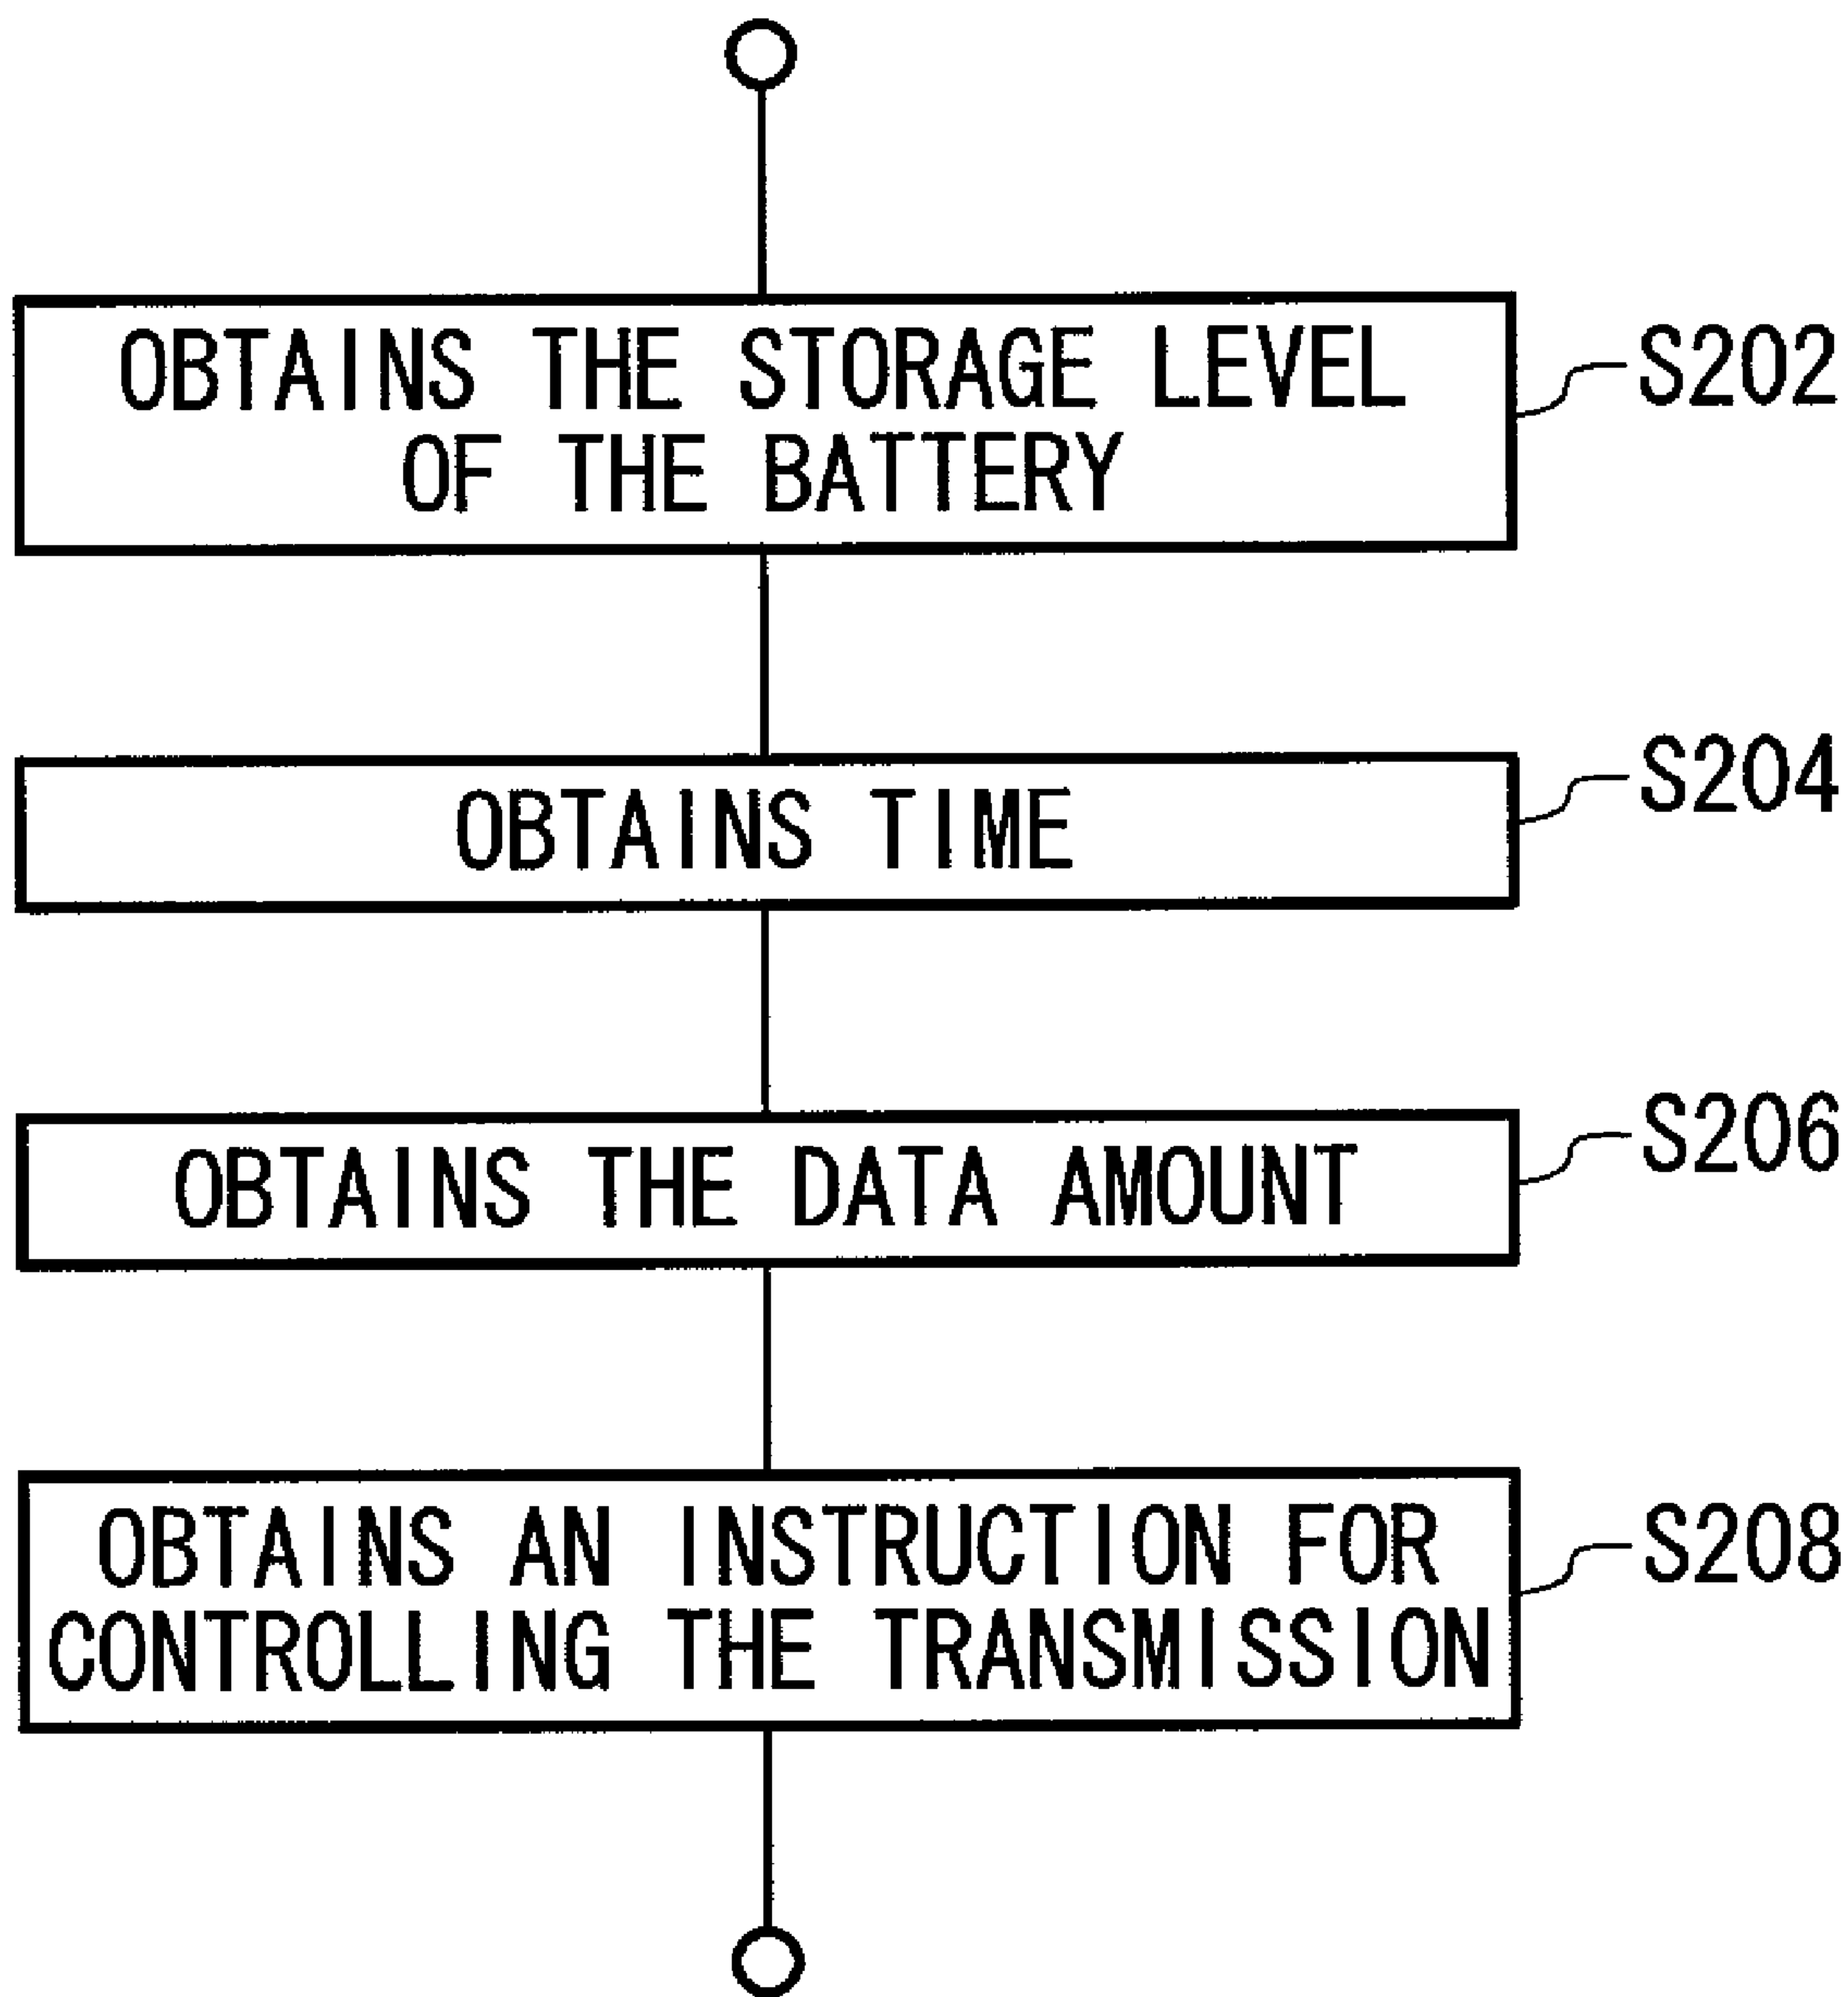 OBTAINS THE STORAGE LEVEL
OF THE BATTERY
S202
OBTAINS TIME
S204
OBTAINS THE DATA AMOUNT
S206
OBTAINS AN INSTRUCTION FOR
CONTROLLING THE TRANSMISSION
S208